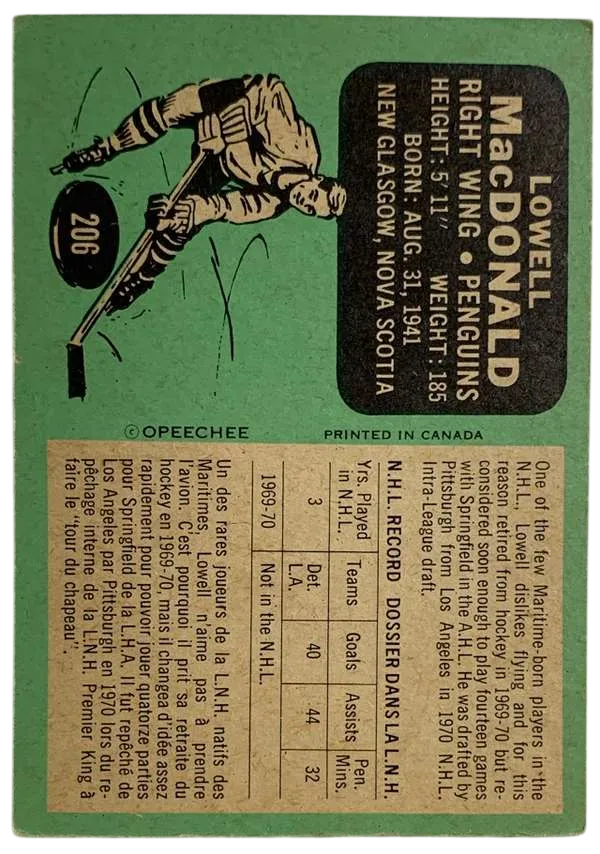 LOWELL
MacDONALD
RIGHT WING • PENGUINS
HEIGHT: 5' 11" WEIGHT: 185
BORN: AUG. 31, 1941
NEW GLASGOW, NOVA SCOTIA
206
© OPEECHEE PRINTED IN CANADA
One of the few Maritime-born players in the
N.H.L., Lowell dislikes flying and for this
reason retired from hockey in 1969-70 but re-
considered soon enough to play fourteen games
with Springfield in the A.H.L. He was drafted by
Pittsburgh from Los Angeles in 1970 N.H.L.
Intra-League draft.
N.H.L. RECORD DOSSIER DANS LA L.N.H.
Yrs. Played in N.H.L. Teams Goals Assists Pen. Mins.
3 Det. L.A. 40 44 32
1969-70 Not in the N.H.L.
Un des rares joueurs de la L.N.H. natifs des
Maritimes, Lowell n'aime pas à prendre
l'avion. C'est pourquoi il prit sa retraite du
hockey en 1969-70, mais il changea d'idée assez
rapidement pour pouvoir jouer quatorze parties
pour Springfield de la L.H.A. Il fut repêché de
Los Angeles par Pittsburgh en 1970 lors du re-
pêchage interne de la L.N.H. Premier King à
faire le "tour du chapeau".